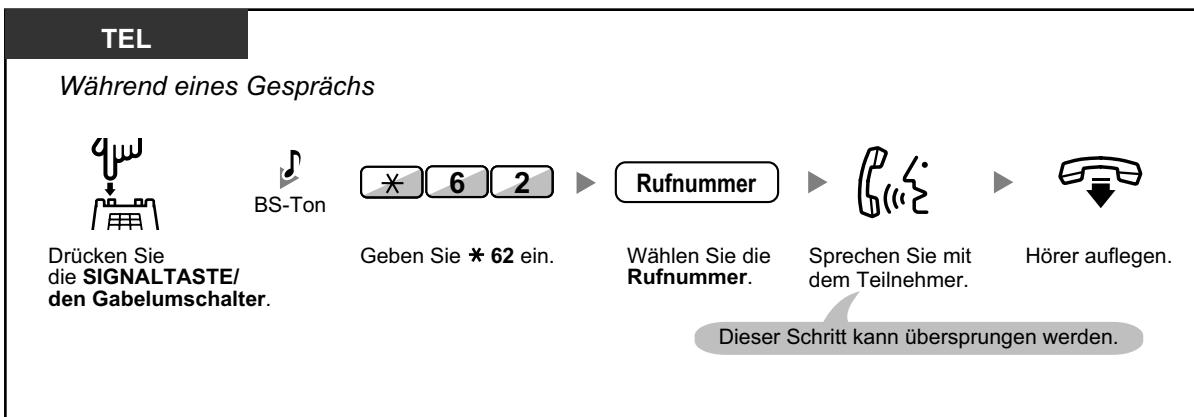 TEL
Während eines Gesprächs
BS-Ton
* 6 2
Rufnummer
Drücken Sie
die SIGNALTASTE/
den Gabelumschalter.
Geben Sie * 62 ein.
Wählen Sie die
Rufnummer.
Sprechen Sie mit
dem Teilnehmer.
Hörer auflegen.
Dieser Schritt kann übersprungen werden.